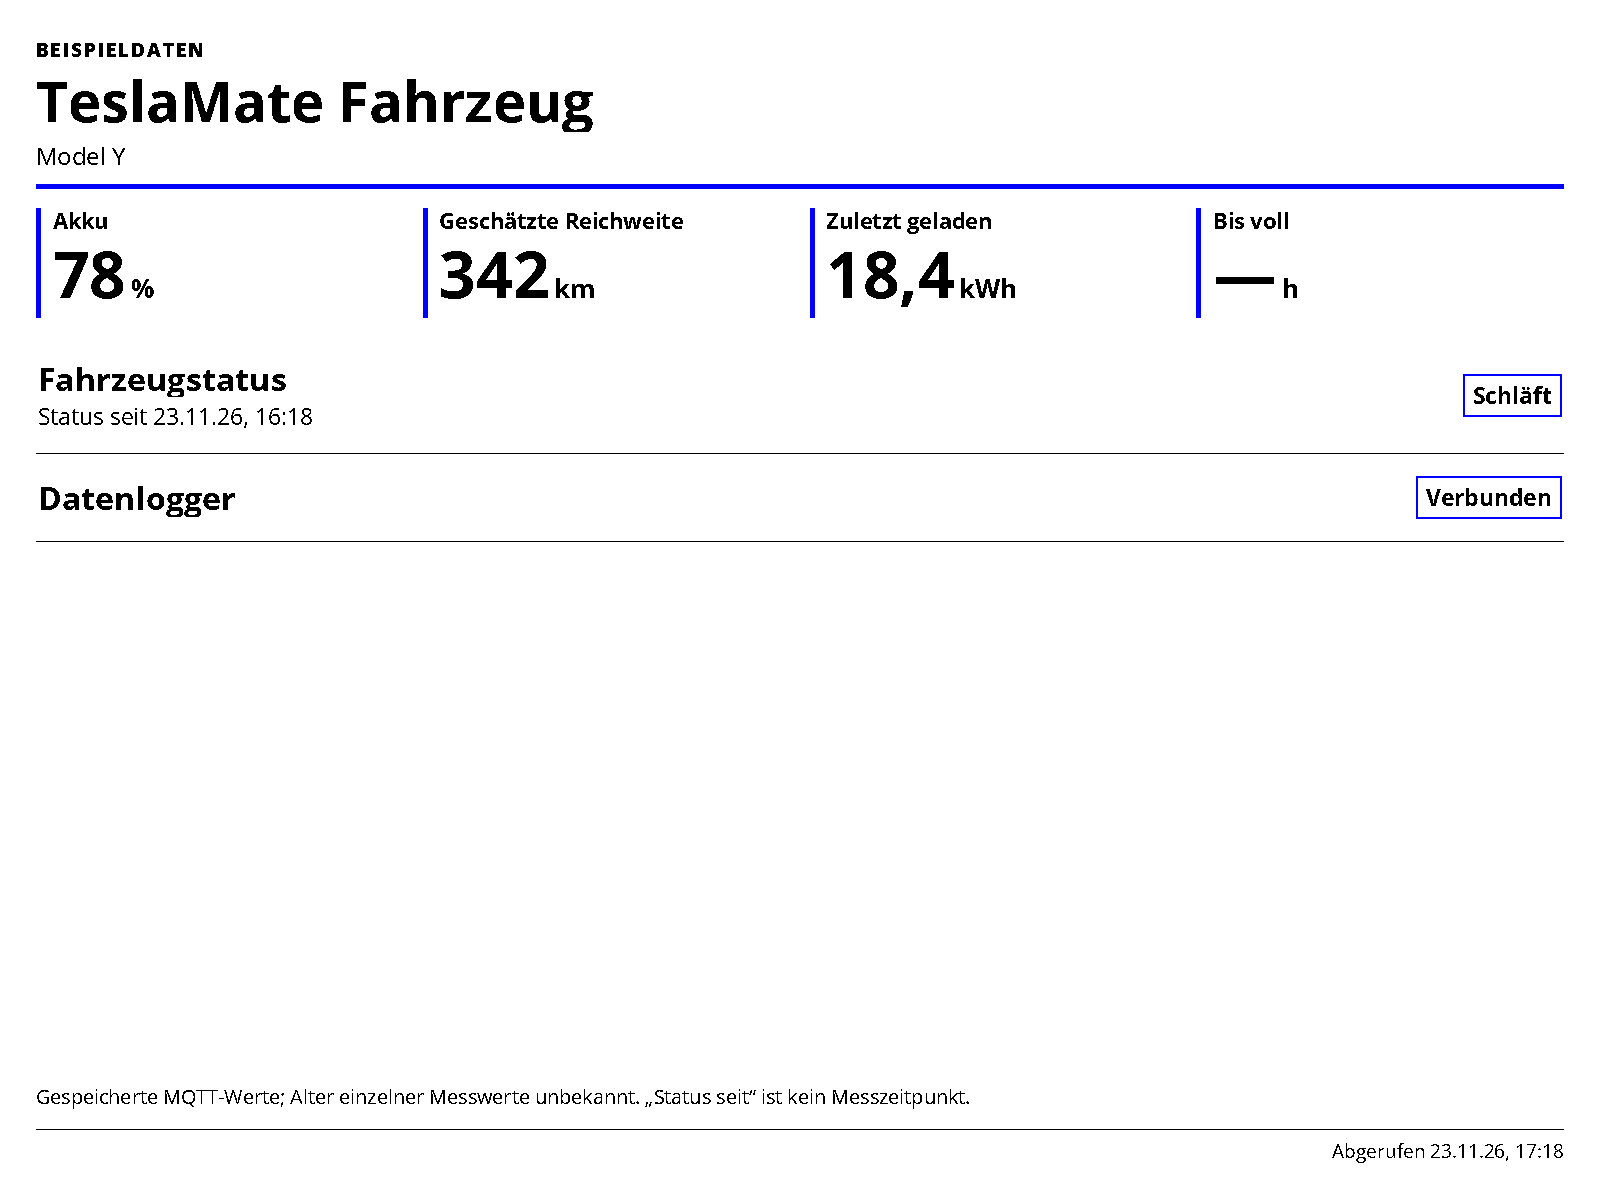 BEISPIELDATEN
TeslaMate Fahrzeug
Model Y
Akku
78 %
Geschätzte Reichweite
342 km
Zuletzt geladen
18,4 kWh
Bis voll
— h
Fahrzeugstatus
Status seit 23.11.26, 16:18
Schläft
Datenlogger
Verbunden
Gespeicherte MQTT-Werte; Alter einzelner Messwerte unbekannt. „Status seit“ ist kein Messzeitpunkt.
Abgerufen 23.11.26, 17:18